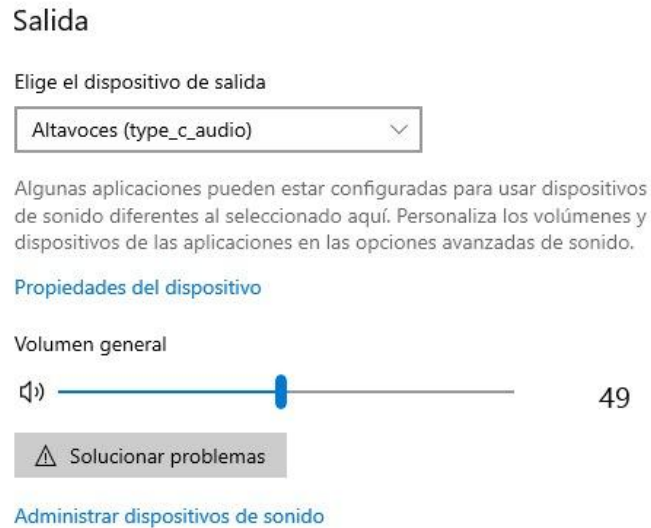 Salida
Elige el dispositivo de salida
Altavoces (type_c_audio)
Algunas aplicaciones pueden estar configuradas para usar dispositivos
de sonido diferentes al seleccionado aquí. Personaliza los volúmenes y
dispositivos de las aplicaciones en las opciones avanzadas de sonido.
Propiedades del dispositivo
Volumen general
49
Solucionar problemas
Administrar dispositivos de sonido